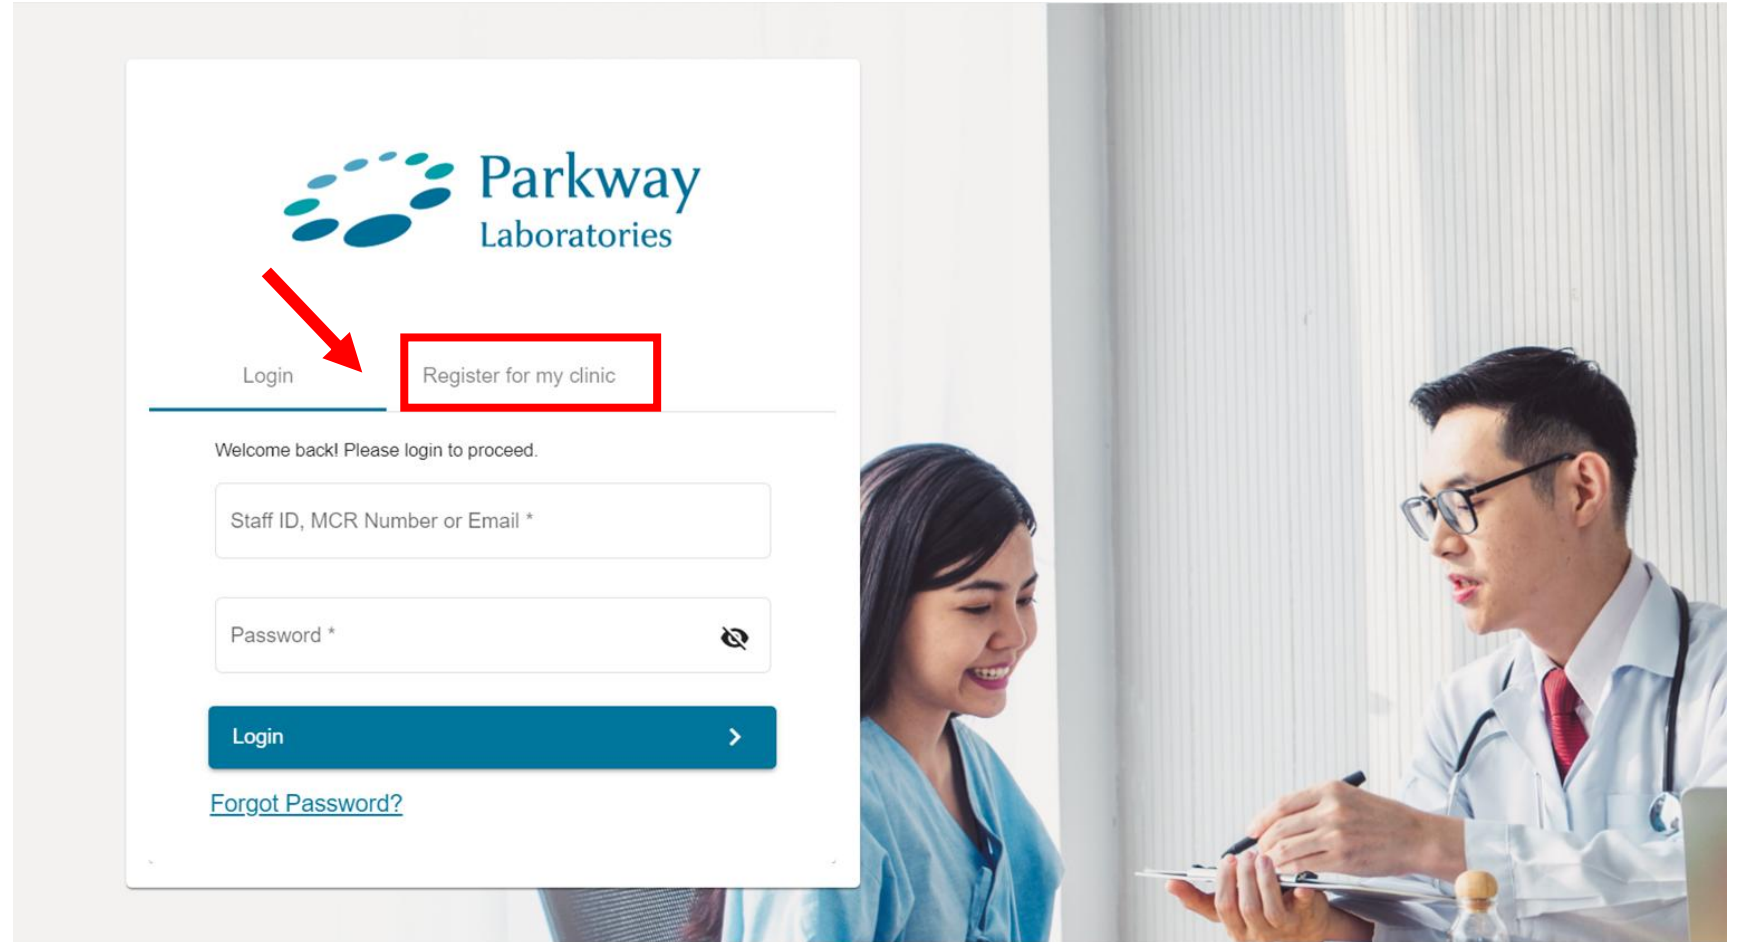 Parkway
Laboratories
Login
Register for my clinic
Welcome back! Please login to proceed.
Staff ID, MCR Number or Email *
Password *
Login
Forgot Password?